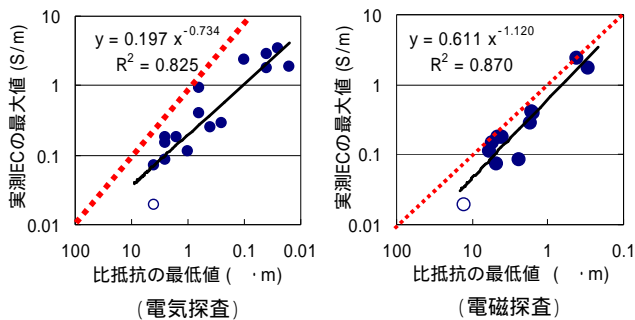 y = 0.197 x^-0.734
R² = 0.825
実測ECの最大値 (S/m)
10
1
0.1
0.01
100 10 1 0.1 0.01
比抵抗の最低値 ( ・m)
(電気探査)
y = 0.611 x^-1.120
R² = 0.870
実測ECの最大値 (S/m)
10
1
0.1
0.01
100 10 1 0.1
比抵抗の最低値 ( ・m)
(電磁探査)